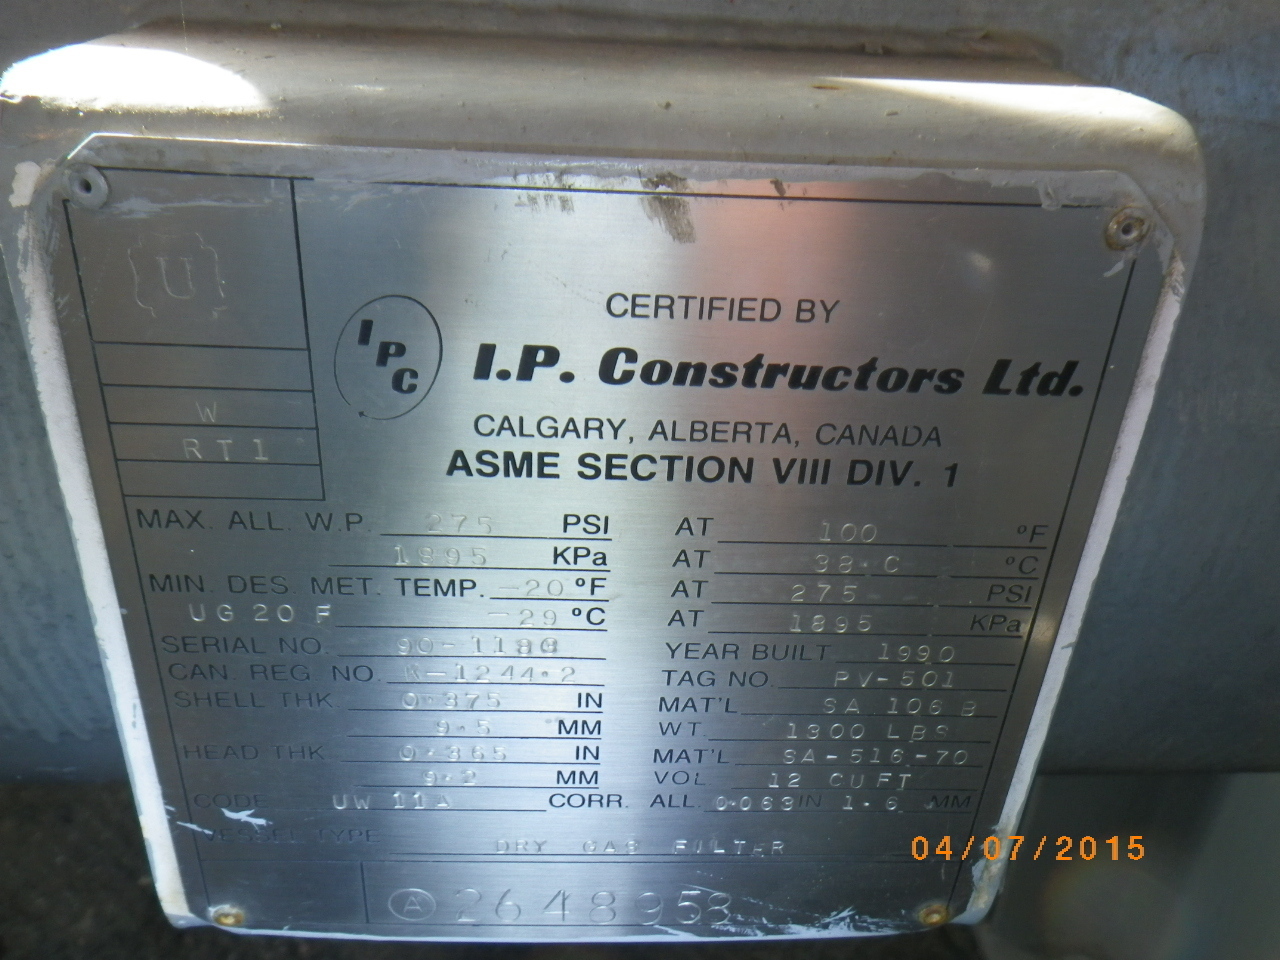 U
W
RT1
IPC
CERTIFIED BY
I.P. Constructors Ltd.
CALGARY, ALBERTA, CANADA
ASME SECTION VIII DIV. 1
MAX. ALL. W.P. 275 PSI AT 100 °F
1895 KPa AT 38.C °C
MIN. DES. MET. TEMP. -20 °F AT 275 PSI
UG20 F -29 °C AT 1895 KPa
SERIAL NO. YEAR BUILT 1990
CAN. REG. NO. TAG NO. PV-501
SHELL THK. 0.375 IN MAT'L SA 106 B
9.5 MM WT. 1300 LBS
HEAD THK. 0.365 IN MAT'L SA-516-70
9.2 MM VOL. 12 CU FT
CODE UW 11A CORR. ALL. 0.063 IN 1.6 MM
VESSEL TYPE DRY GAS FILTER
A 2648958
04/07/2015